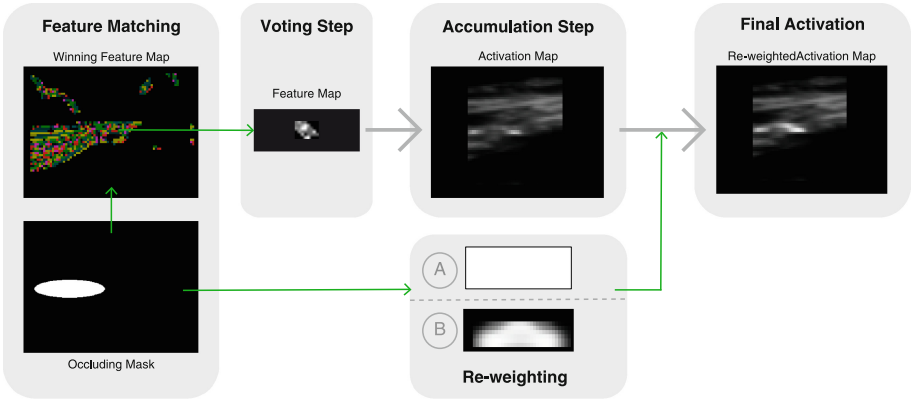 Feature Matching
Winning Feature Map
Occluding Mask
Voting Step
Feature Map
Accumulation Step
Activation Map
A
B
Re-weighting
Final Activation
Re-weightedActivation Map